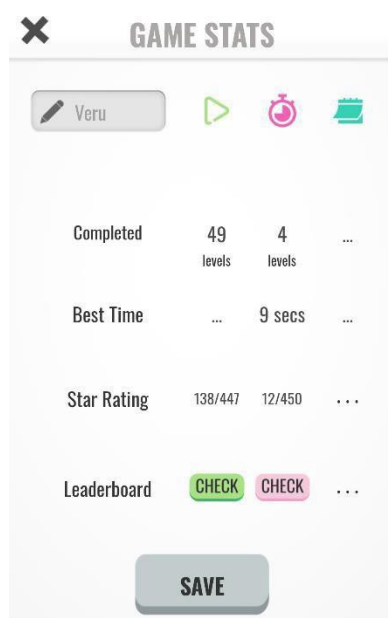 GAME STATS
Veru
Completed 49 4 ...
levels levels
Best Time ... 9 secs ...
Star Rating 138/447 12/450 ...
Leaderboard CHECK CHECK ...
SAVE